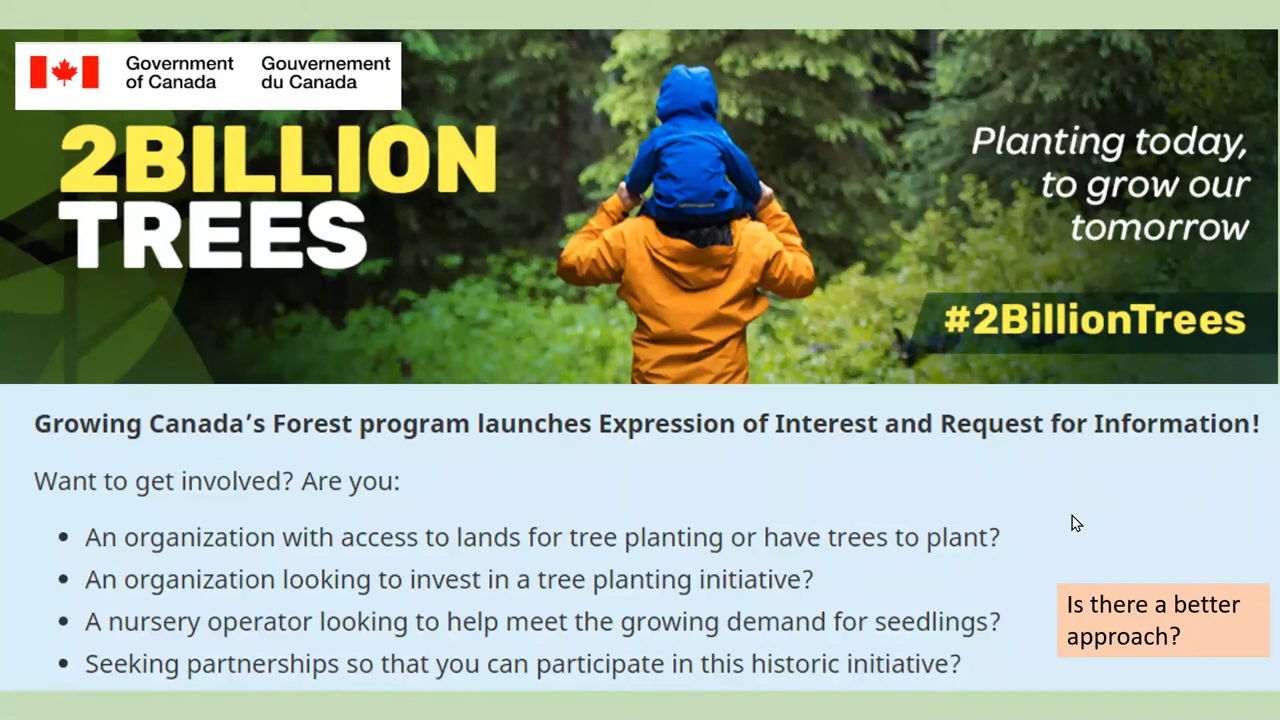 Government
of Canada
Gouvernement
du Canada
2BILLION
TREES
Planting today,
to grow our
tomorrow
#2BillionTrees
Growing Canada's Forest program launches Expression of Interest and Request for Information!
Want to get involved? Are you:
• An organization with access to lands for tree planting or have trees to plant?
• An organization looking to invest in a tree planting initiative?
• A nursery operator looking to help meet the growing demand for seedlings?
• Seeking partnerships so that you can participate in this historic initiative?
Is there a better
approach?